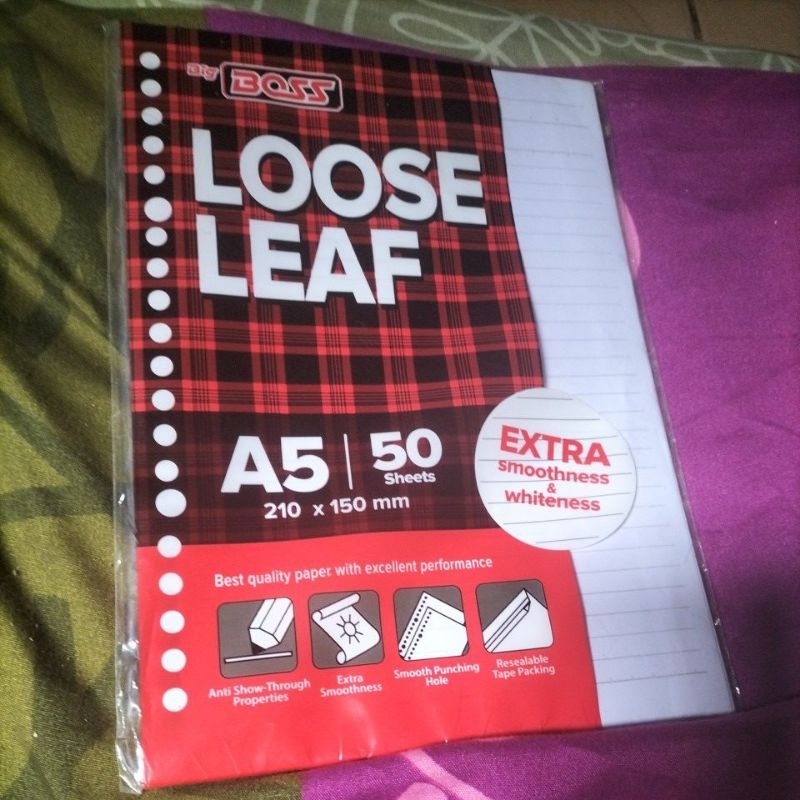 Big BOSS
LOOSE
LEAF
A5 | 50
Sheets
210 x 150 mm
EXTRA
smoothness
&
whiteness
Best quality paper with excellent performance
Anti Show-Through
Properties
Extra
Smoothness
Smooth Punching
Hole
Resealable
Tape Packing